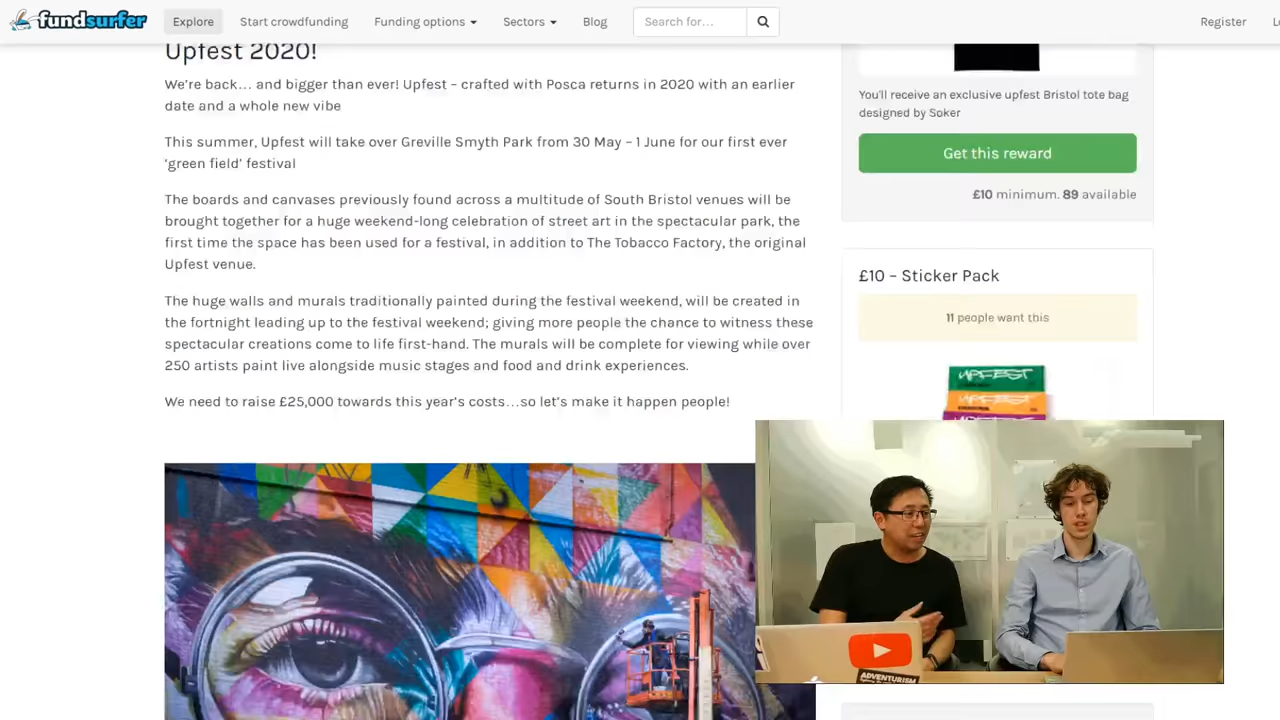 fundsurfer
Explore
Start crowdfunding
Funding options
Sectors
Blog
Search for...
Register
Upfest 2020!
We're back… and bigger than ever! Upfest – crafted with Posca returns in 2020 with an earlier
date and a whole new vibe
This summer, Upfest will take over Greville Smyth Park from 30 May – 1 June for our first ever
'green field' festival
The boards and canvases previously found across a multitude of South Bristol venues will be
brought together for a huge weekend-long celebration of street art in the spectacular park, the
first time the space has been used for a festival, in addition to The Tobacco Factory, the original
Upfest venue.
The huge walls and murals traditionally painted during the festival weekend, will be created in
the fortnight leading up to the festival weekend; giving more people the chance to witness these
spectacular creations come to life first-hand. The murals will be complete for viewing while over
250 artists paint live alongside music stages and food and drink experiences.
We need to raise £25,000 towards this year's costs…so let's make it happen people!
You'll receive an exclusive upfest Bristol tote bag
designed by Soker
Get this reward
£10 minimum. 89 available
£10 – Sticker Pack
11 people want this
UPFEST
UPFEST
ADVENTURISM